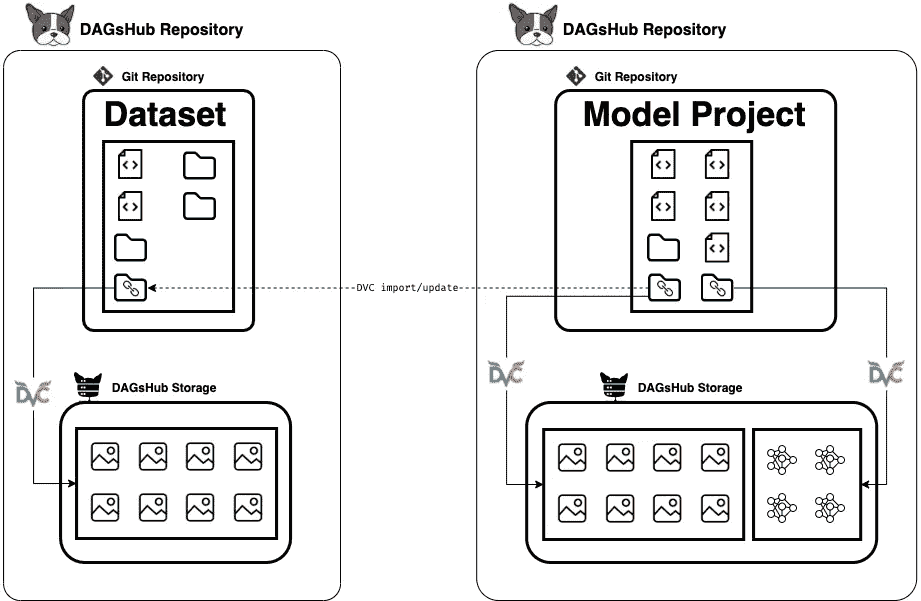 DAGsHub Repository
Git Repository
Dataset
DVC
DAGsHub Storage
DVC import/update
DAGsHub Repository
Git Repository
Model Project
DVC
DVC
DAGsHub Storage